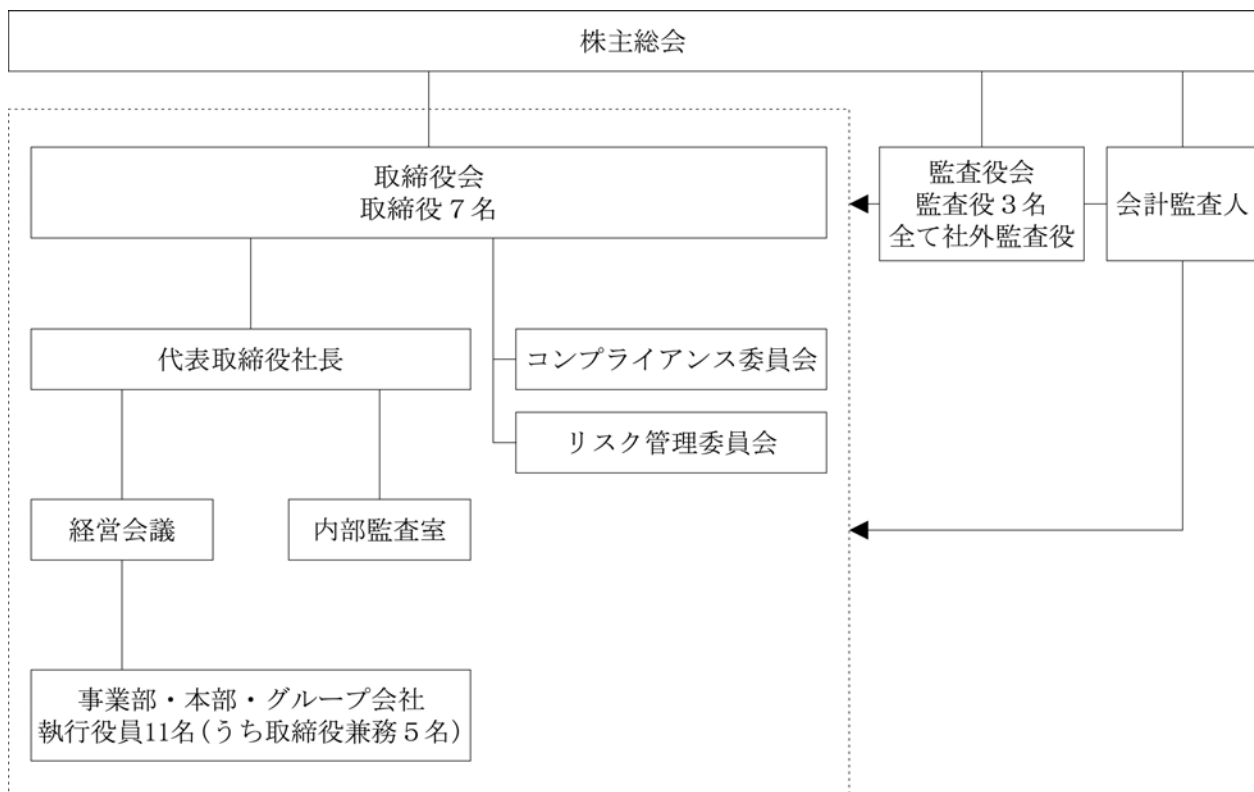 株主総会
取締役会
取締役7名
監査役会
監査役3名
全て社外監査役
会計監査人
代表取締役社長
コンプライアンス委員会
リスク管理委員会
経営会議
内部監査室
事業部・本部・グループ会社
執行役員11名(うち取締役兼務5名)